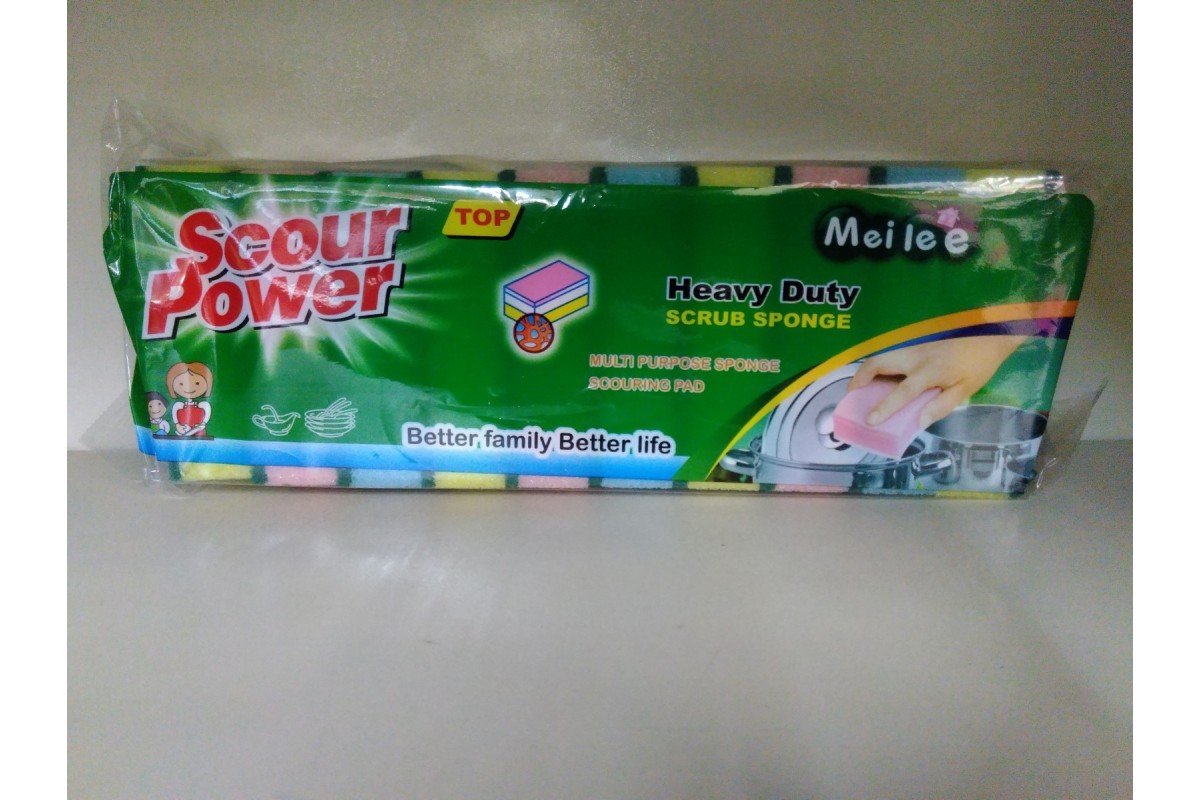 Scour
Power
TOP
Meilee
Heavy Duty
SCRUB SPONGE
MULTI PURPOSE SPONGE
SCOURING PAD
Better family Better life